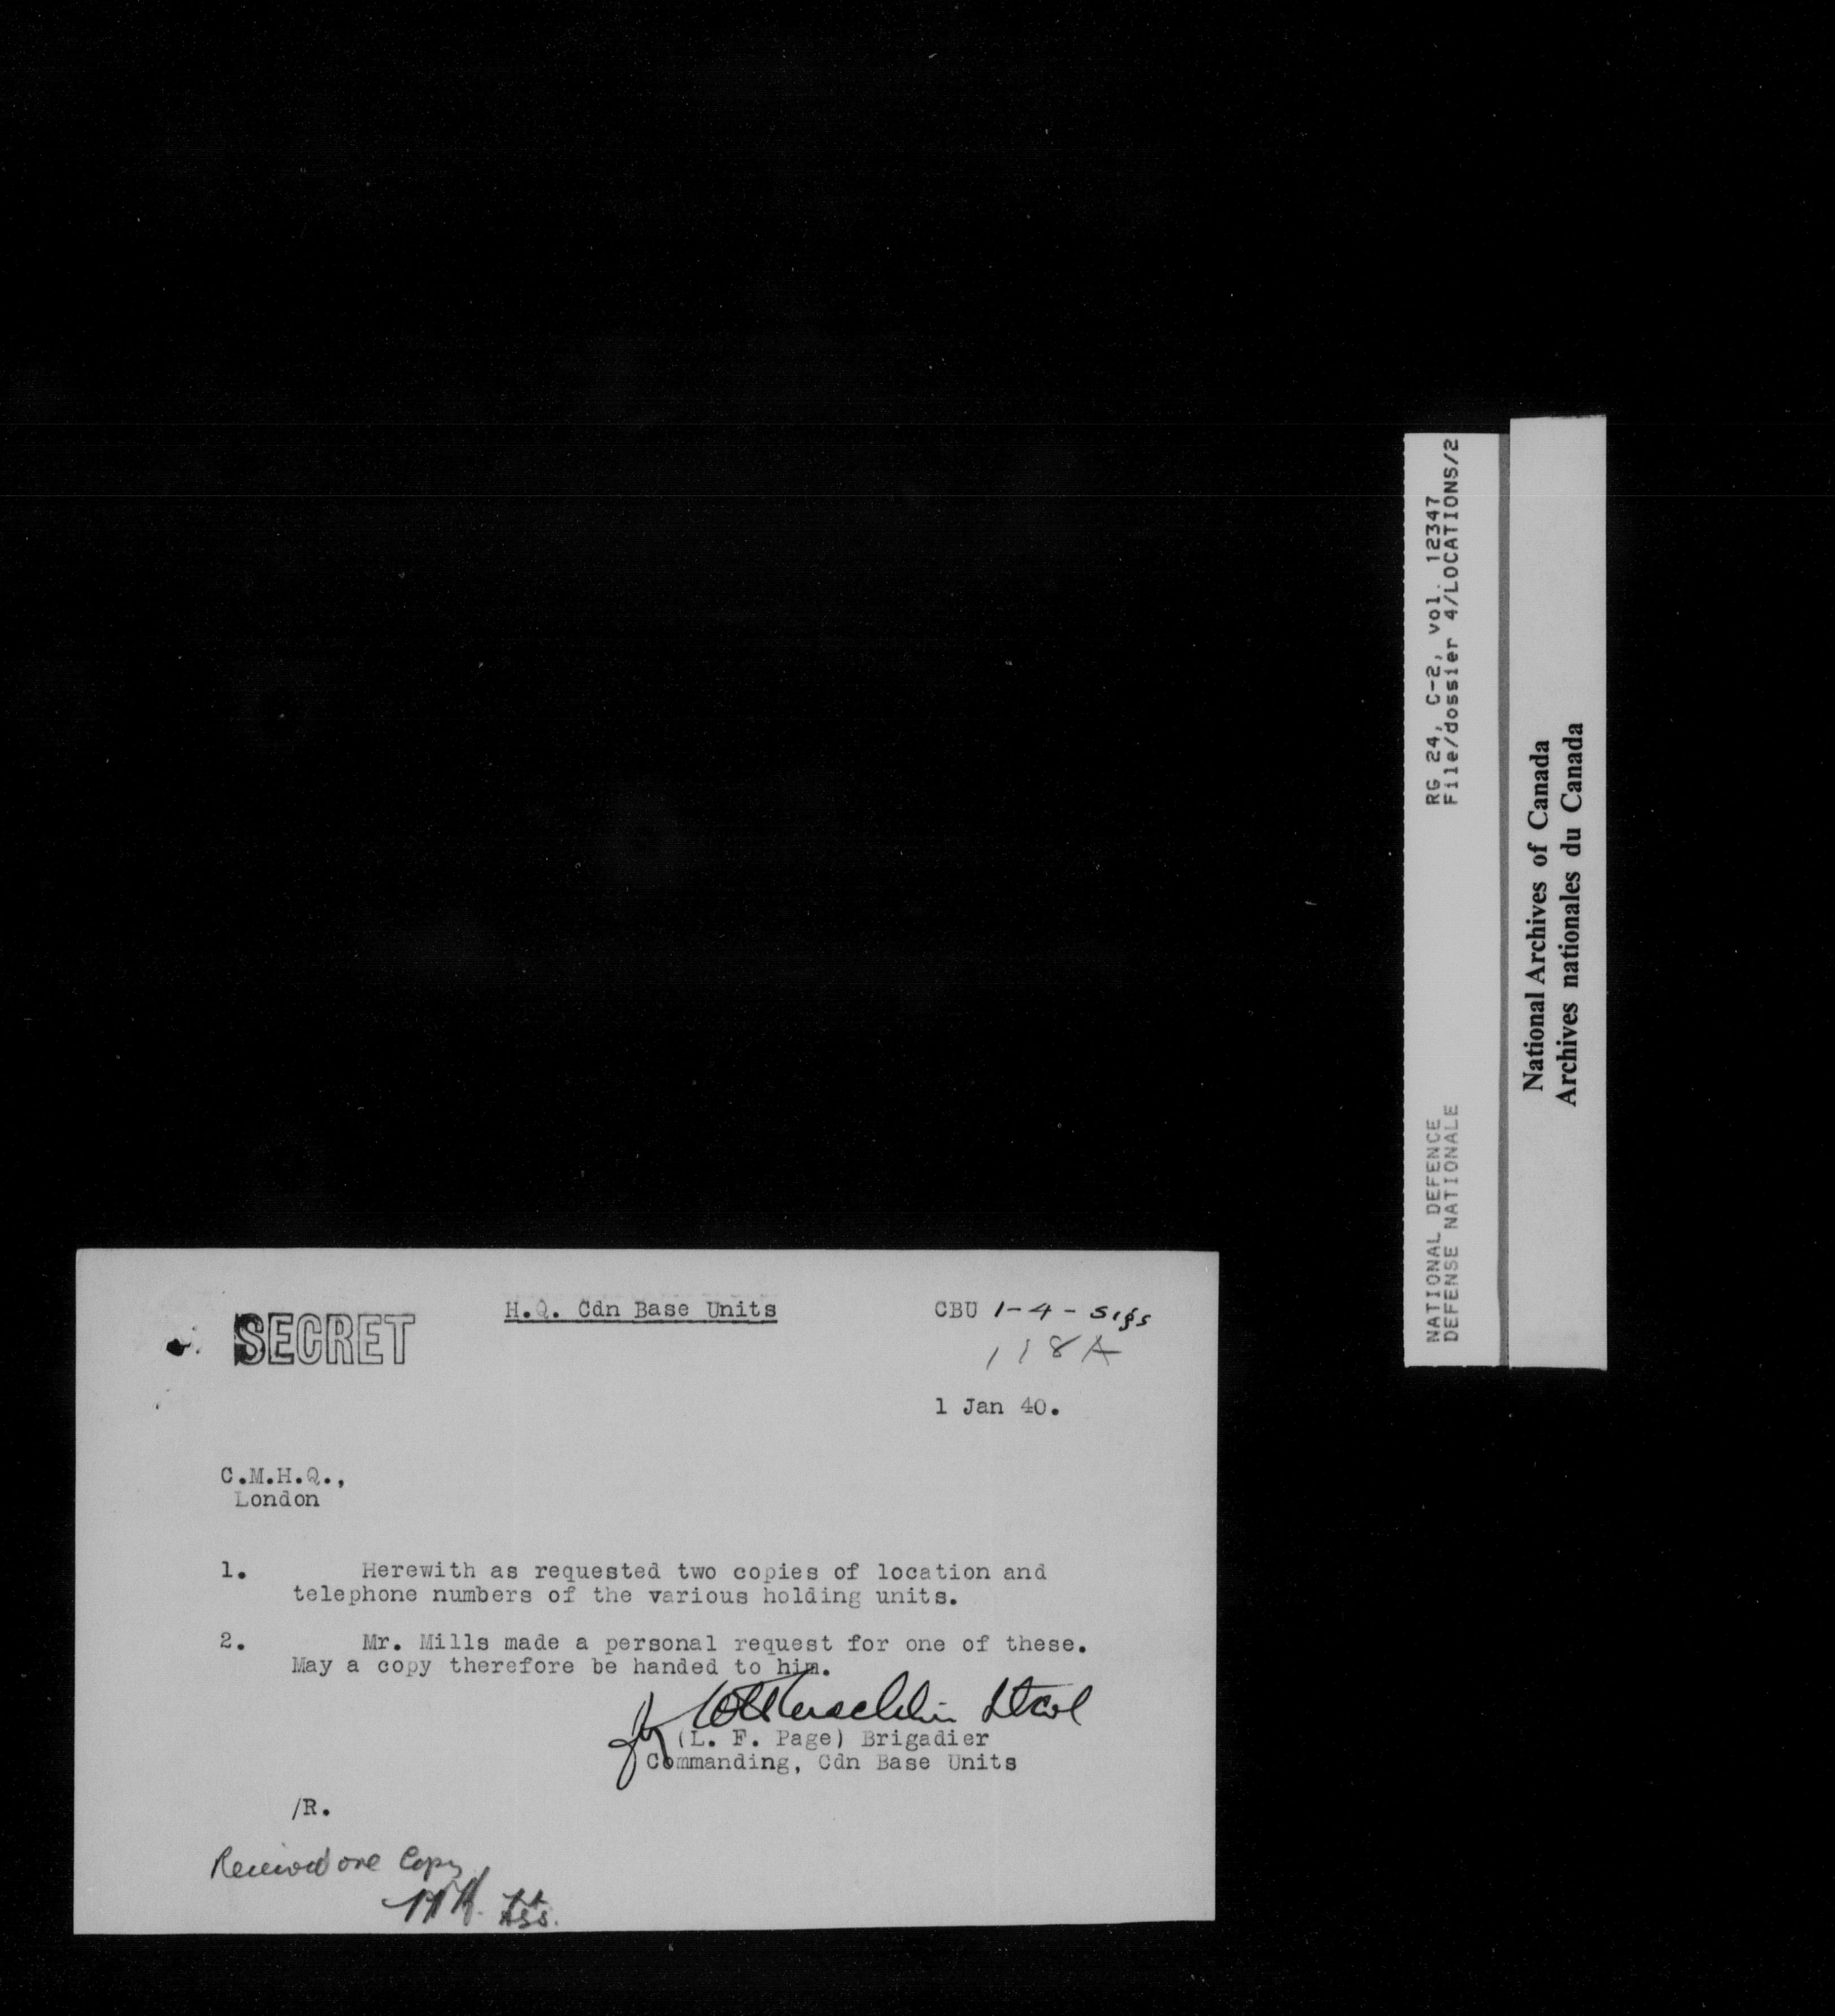 SECRET
H.Q. Cdn Base Units
CBU 1-4-Sigs
118A
1 Jan 40.
C.M.H.Q.,
London
1. Herewith as requested two copies of location and
telephone numbers of the various holding units.
2. Mr. Mills made a personal request for one of these.
May a copy therefore be handed to him.
Lt Col
(L. F. Page) Brigadier
Commanding, Cdn Base Units
/R.
Received one Copy
NATIONAL DEFENCE
DEFENSE NATIONALE
RG 24, C-2, vol. 12347
File/dossier 4/LOCATIONS/2
National Archives of Canada
Archives nationales du Canada